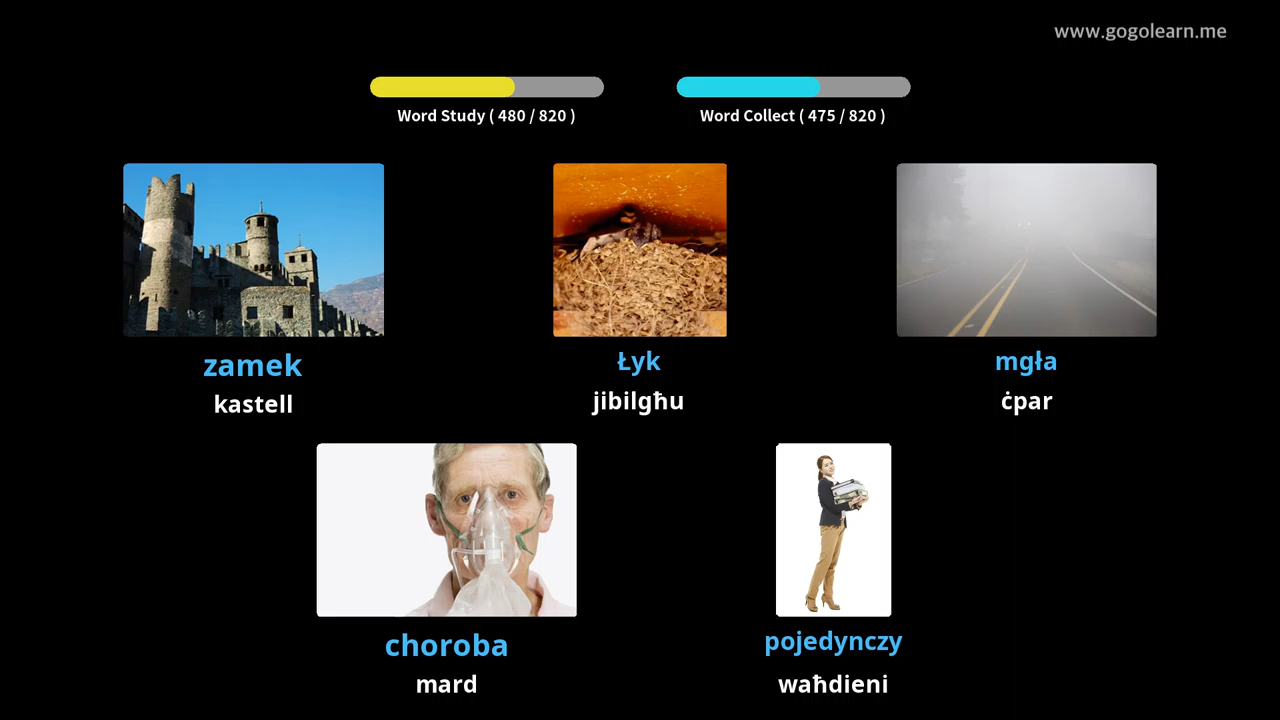 www.gogolearn.me
Word Study ( 480 / 820 )
Word Collect ( 475 / 820 )
zamek
kastell
Łyk
jibilgħu
mgła
ċpar
choroba
mard
pojedynczy
waħdieni